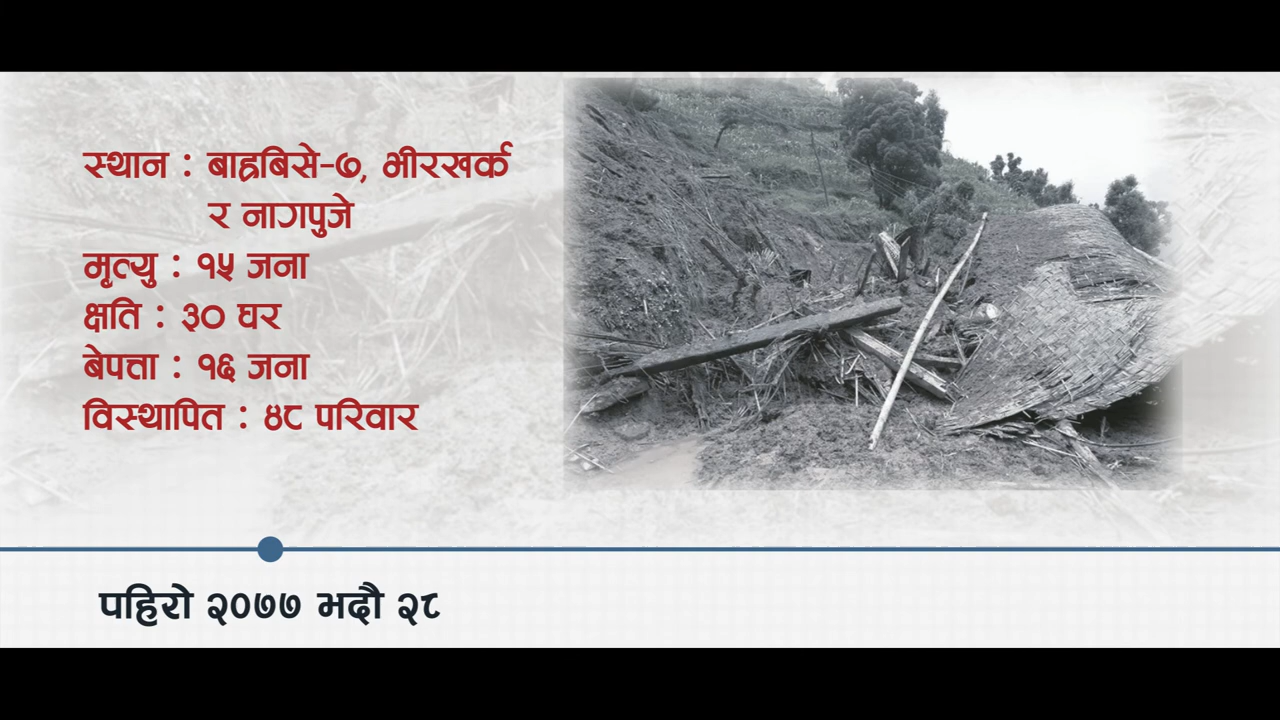 स्थान : बाह्रबिसे-७, भीरखर्क
र नागपुजे
मृत्यु : १५ जना
क्षति : ३० घर
बेपत्ता : १६ जना
विस्थापित : ४८ परिवार
पहिरो २०७७ भदौ २८